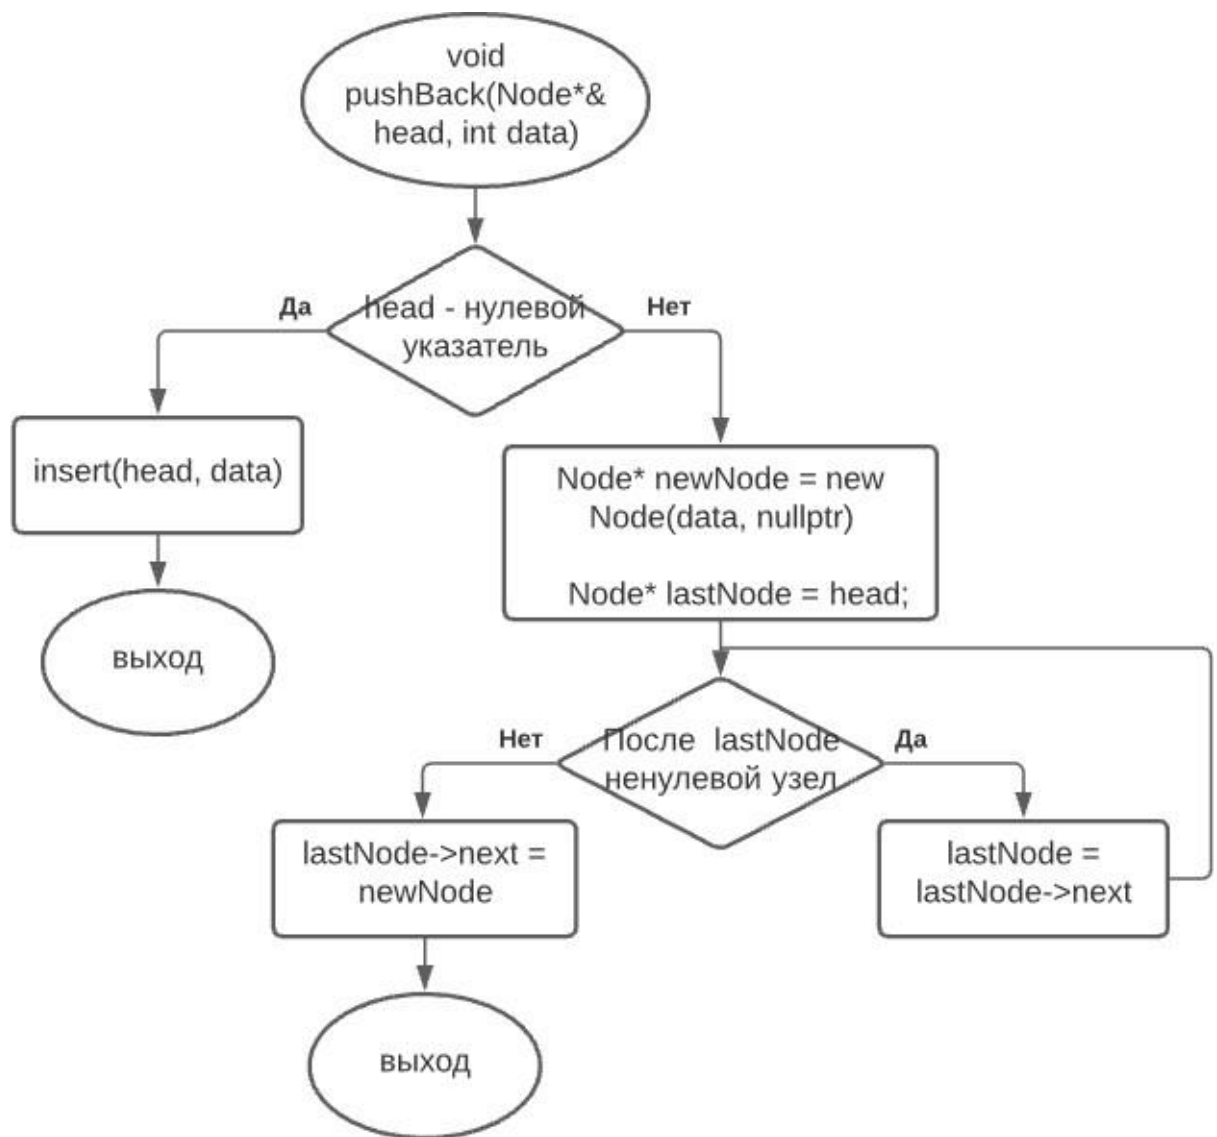 void
pushBack(Node*&
head, int data)
Да
head - нулевой
указатель
Нет
insert(head, data)
Node* newNode = new
Node(data, nullptr)
Node* lastNode = head;
выход
Нет
После lastNode
ненулевой узел
Да
lastNode->next =
newNode
lastNode =
lastNode->next
выход